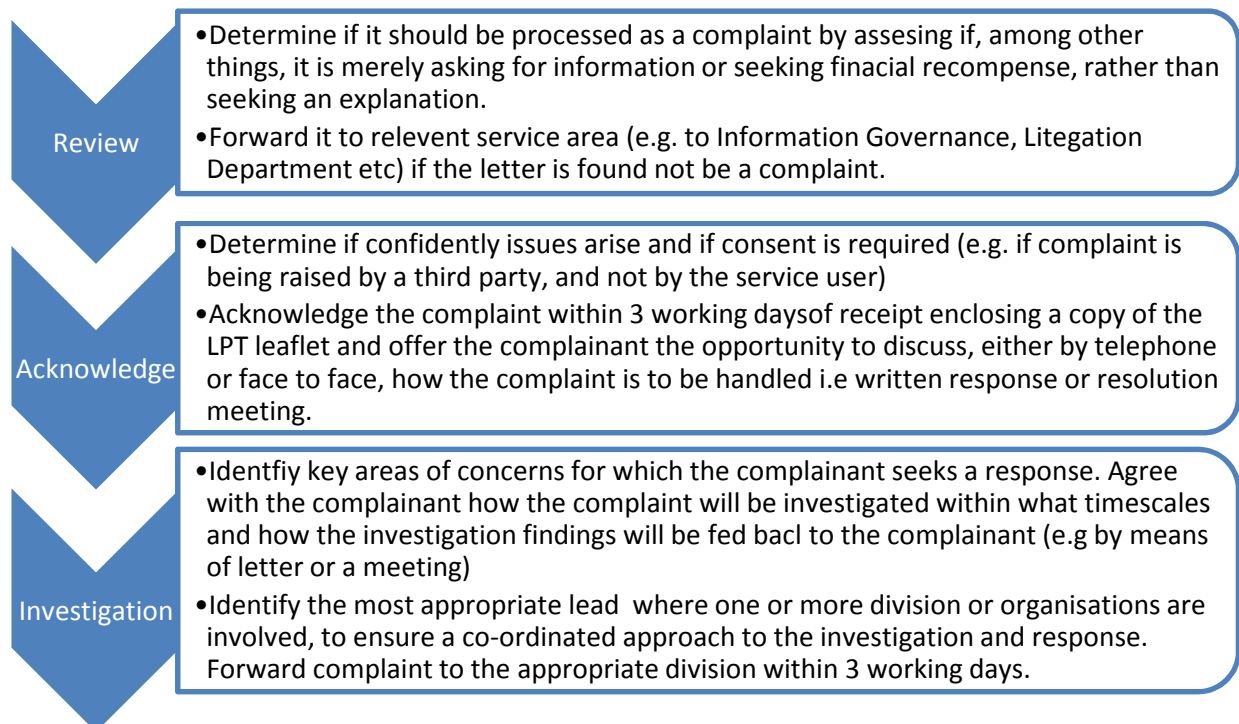 Review
•Determine if it should be processed as a complaint by assesing if, among other
things, it is merely asking for information or seeking finacial recompense, rather than
seeking an explanation.
•Forward it to relevent service area (e.g. to Information Governance, Litegation
Department etc) if the letter is found not be a complaint.
Acknowledge
•Determine if confidently issues arise and if consent is required (e.g. if complaint is
being raised by a third party, and not by the service user)
•Acknowledge the complaint within 3 working daysof receipt enclosing a copy of the
LPT leaflet and offer the complainant the opportunity to discuss, either by telephone
or face to face, how the complaint is to be handled i.e written response or resolution
meeting.
Investigation
•Identfiy key areas of concerns for which the complainant seeks a response. Agree
with the complainant how the complaint will be investigated within what timescales
and how the investigation findings will be fed bacl to the complainant (e.g by means
of letter or a meeting)
•Identify the most appropriate lead  where one or more division or organisations are
involved, to ensure a co-ordinated approach to the investigation and response.
Forward complaint to the appropriate division within 3 working days.